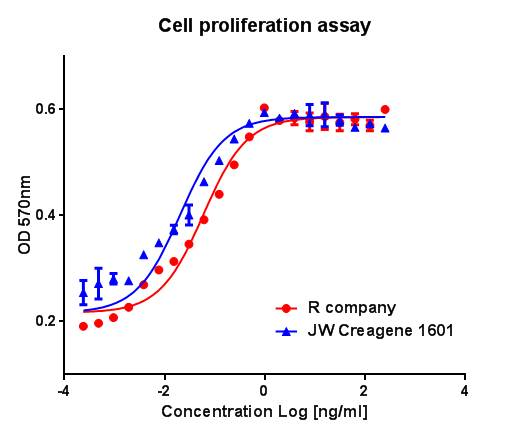 Cell proliferation assay
OD 570nm
0.6
0.4
0.2
R company
JW Creagene 1601
-4
-2
0
2
4
Concentration Log [ng/ml]